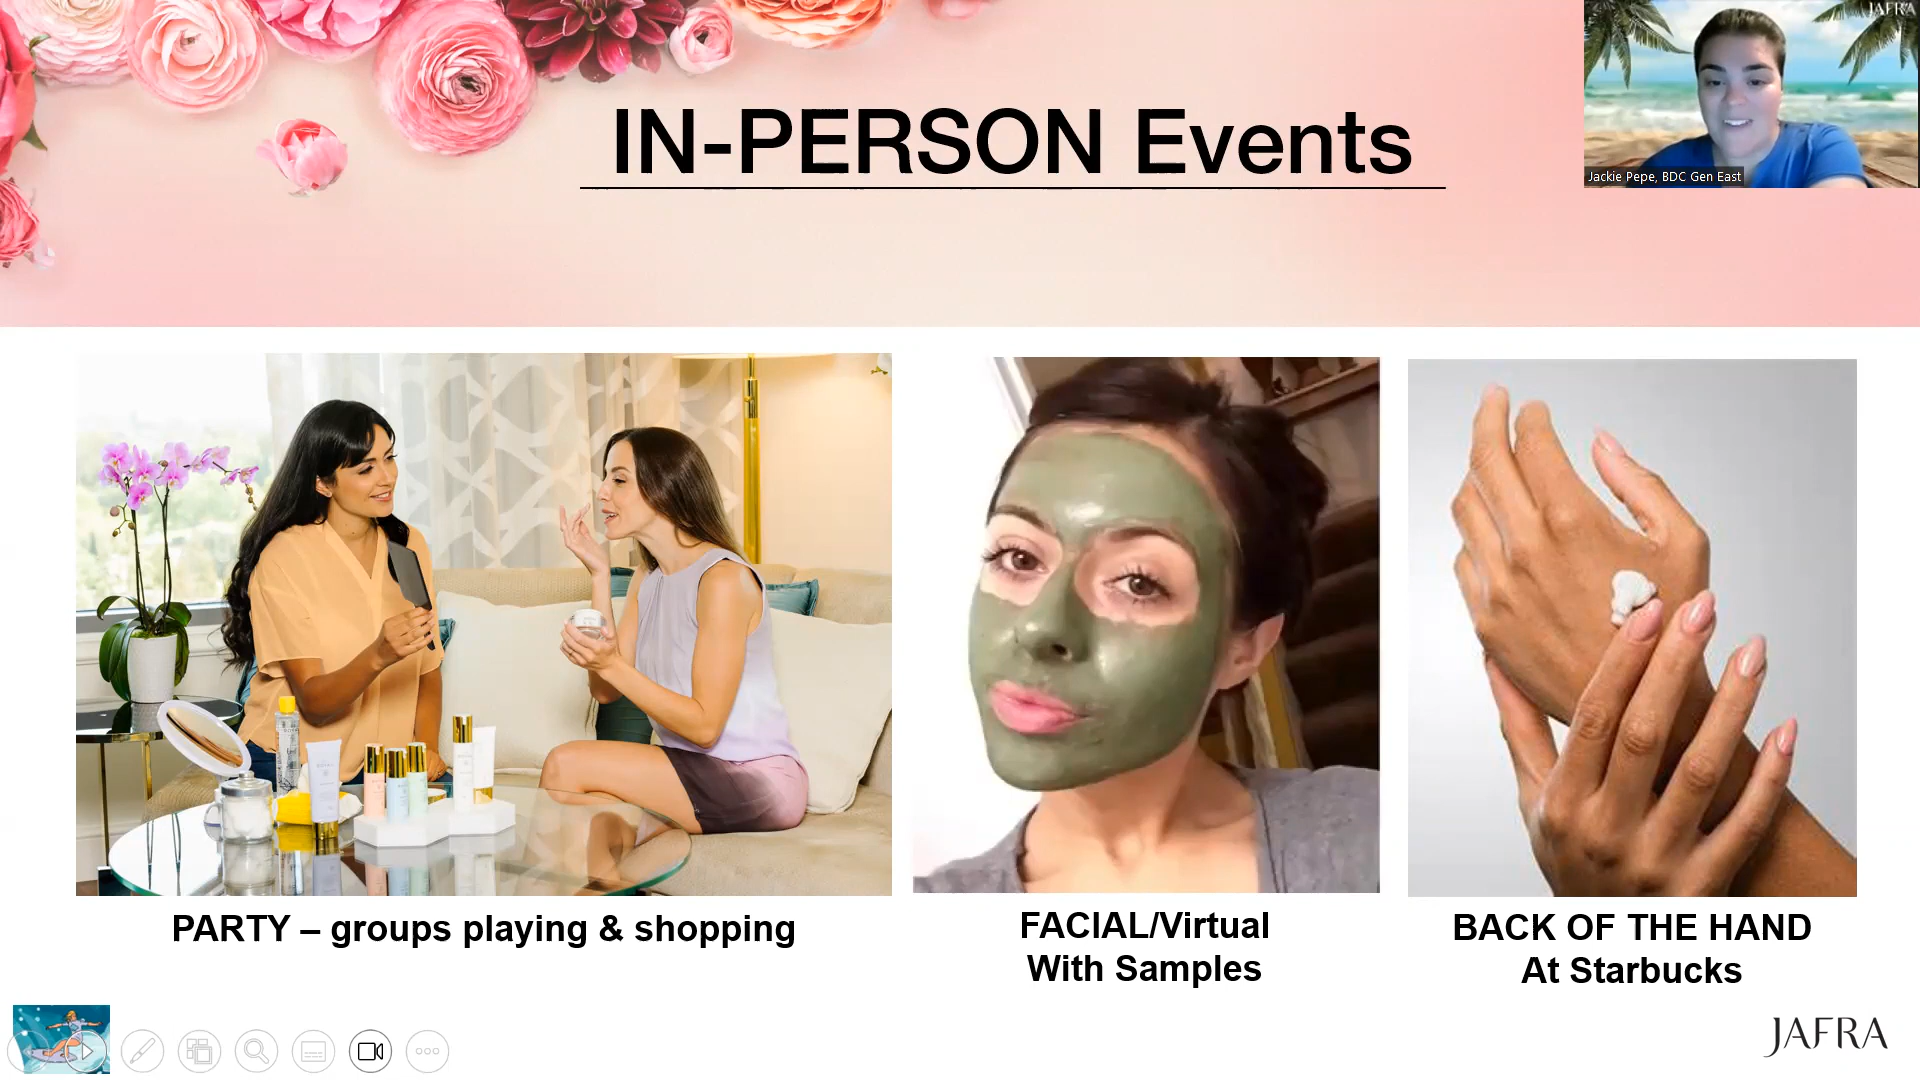 JAFRA
IN-PERSON Events
Jackie Pepe, BDC Gen East
PARTY – groups playing & shopping
FACIAL/Virtual
With Samples
BACK OF THE HAND
At Starbucks
JAFRA